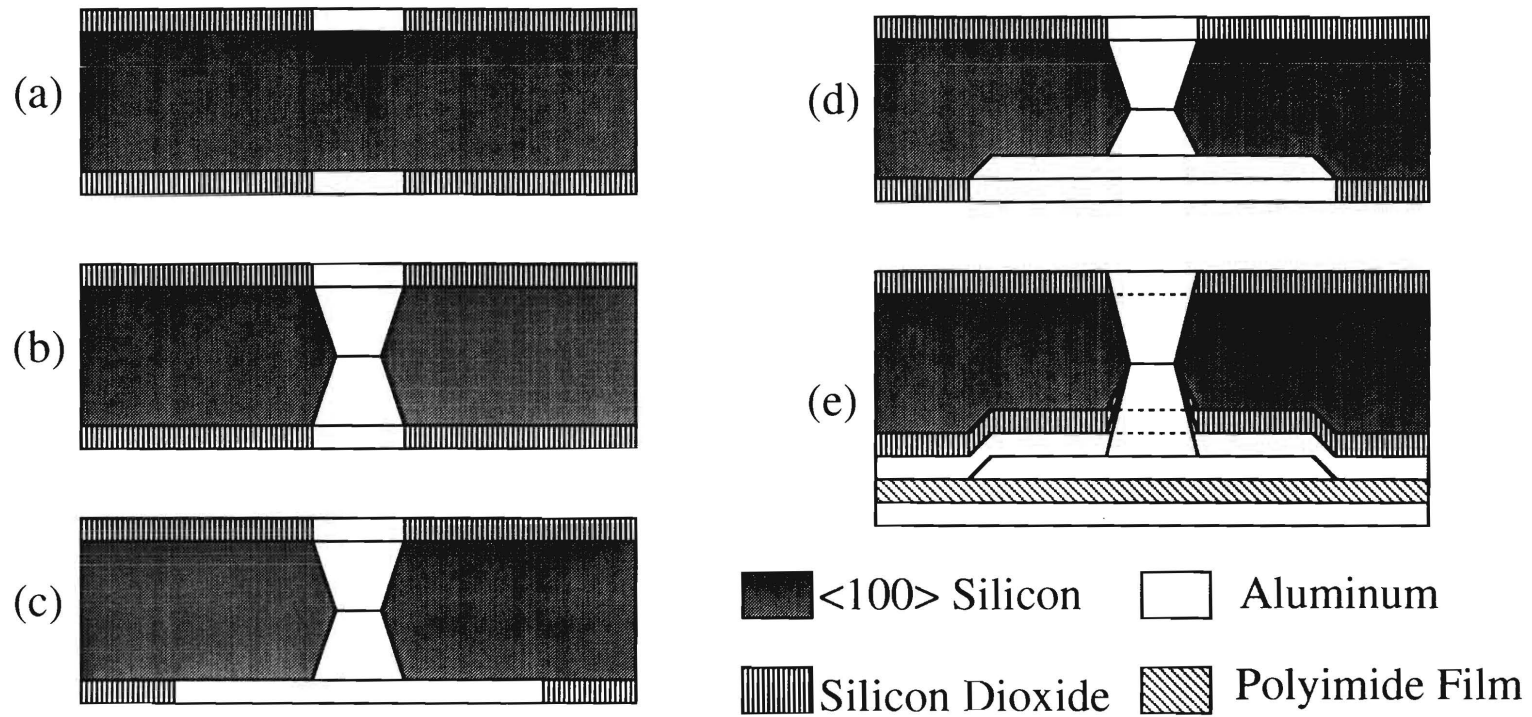 (a)
(b)
(c)
(d)
(e)
<100> Silicon
Aluminum
Silicon Dioxide
Polyimide Film